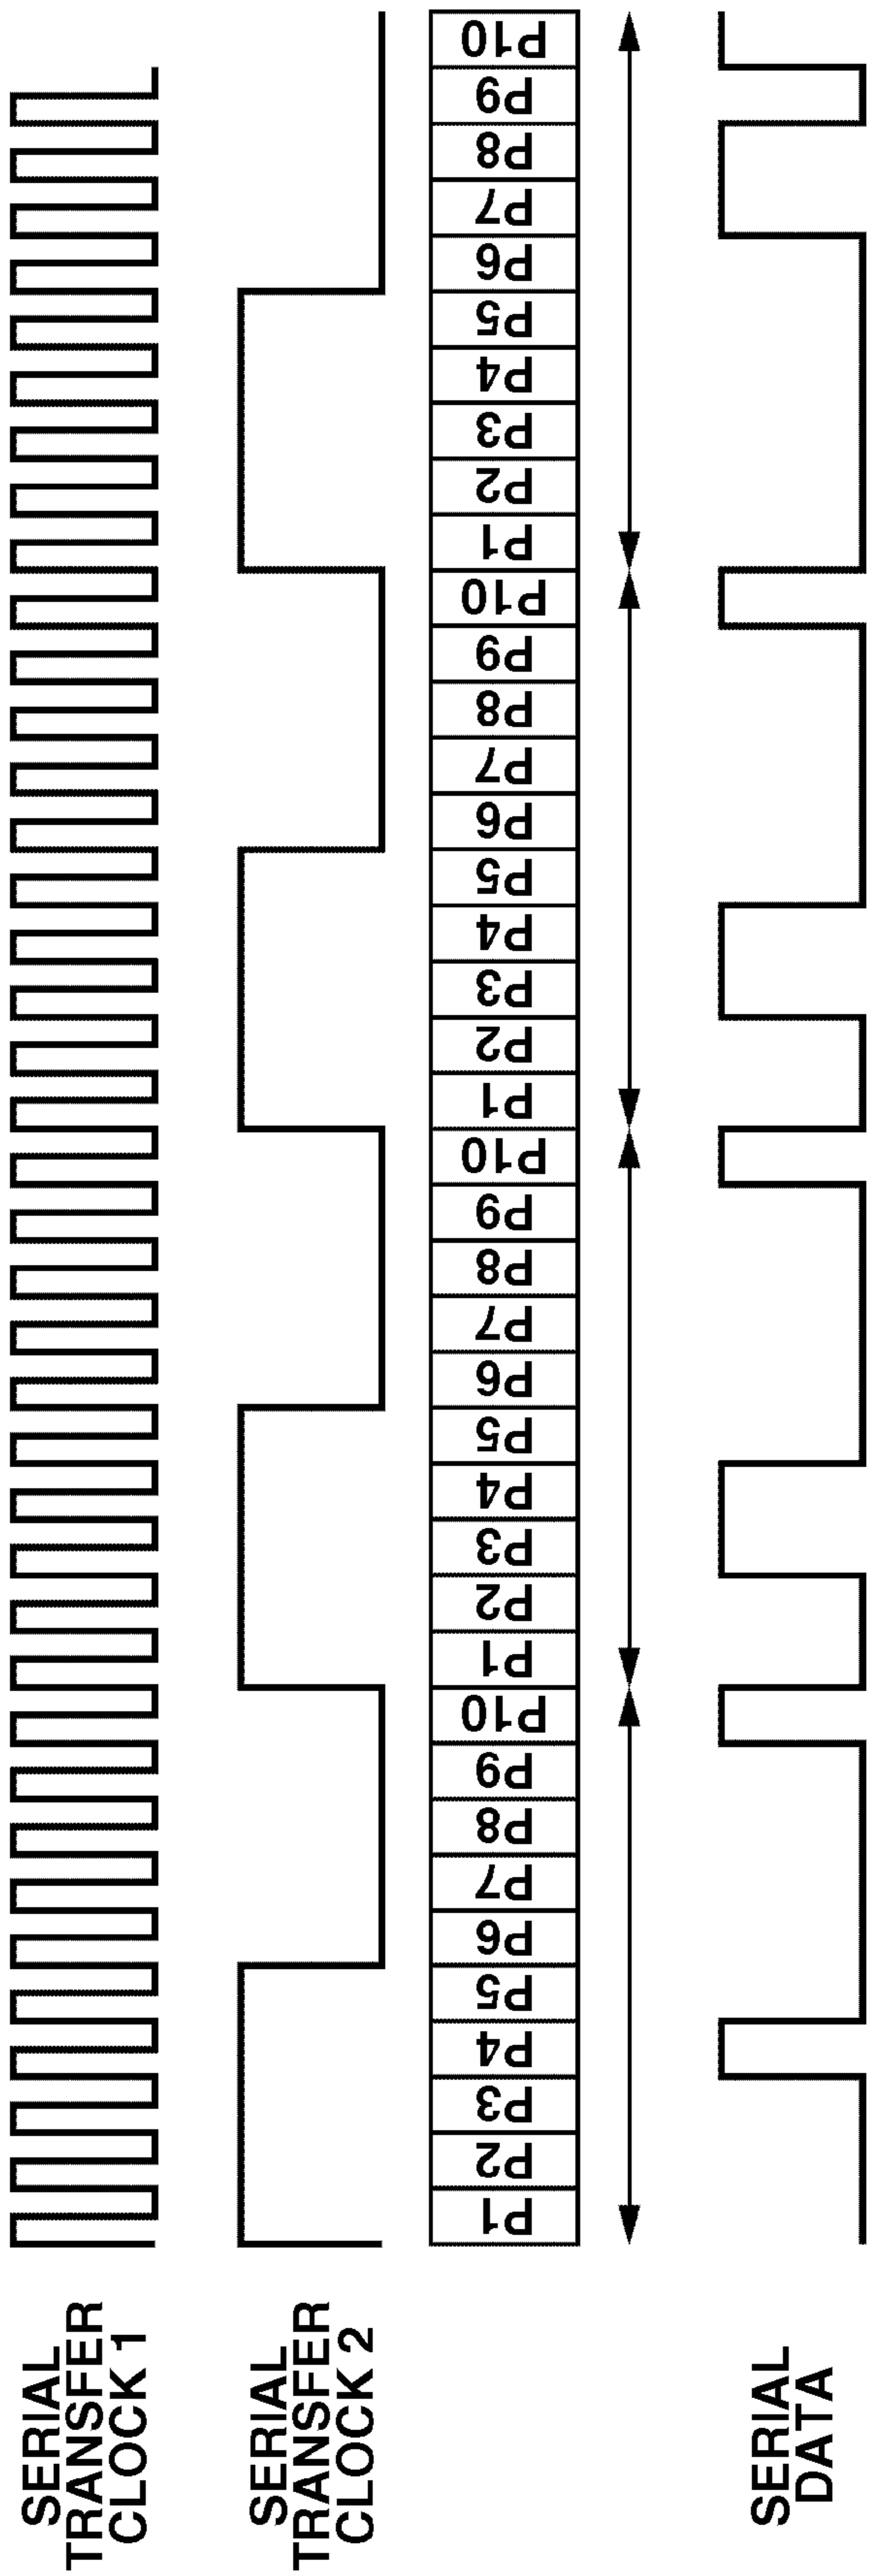 SERIAL
TRANSFER
CLOCK 1
SERIAL
TRANSFER
CLOCK 2
P1 P2 P3 P4 P5 P6 P7 P8 P9 P10 P1 P2 P3 P4 P5 P6 P7 P8 P9 P10 P1 P2 P3 P4 P5 P6 P7 P8 P9 P10 P1 P2 P3 P4 P5 P6 P7 P8 P9 P10
SERIAL
DATA